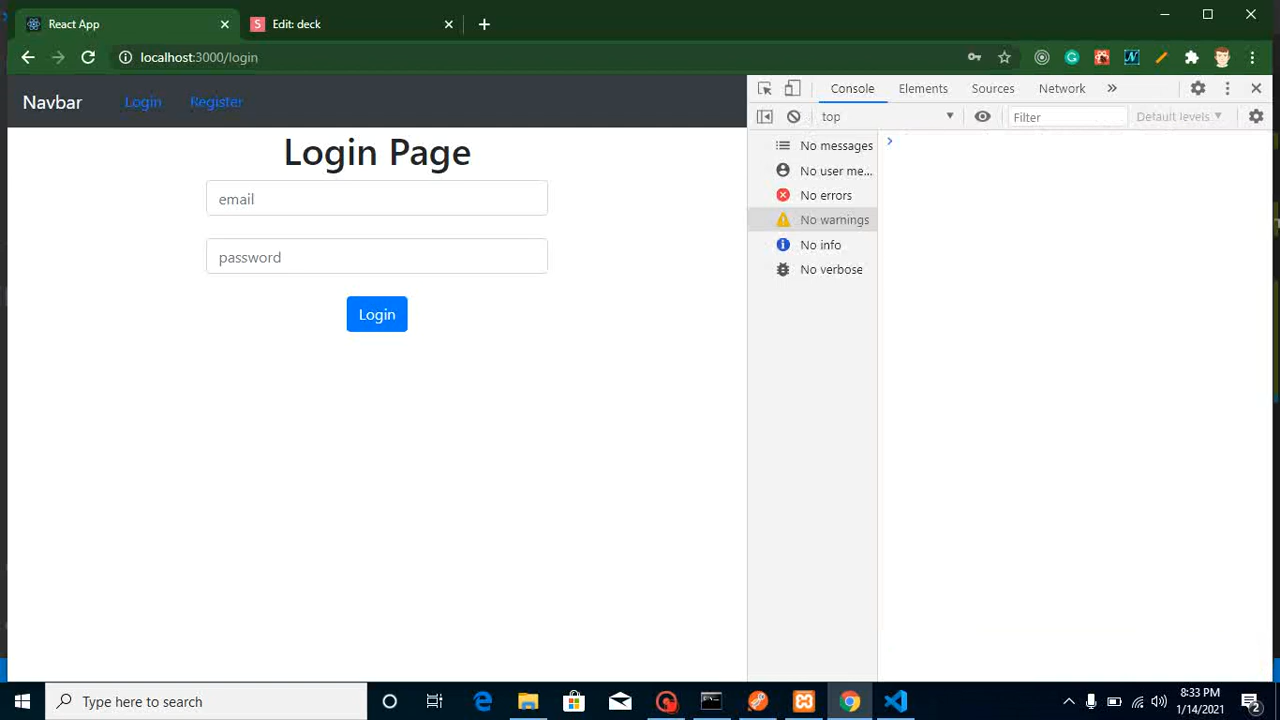 React App
Edit: deck
localhost:3000/login
Navbar
Login
Register
Login Page
email
password
Login
Console
Elements
Sources
Network
top
Filter
Default levels
No messages
No user me...
No errors
No warnings
No info
No verbose
Type here to search
8:33 PM
1/14/2021
2